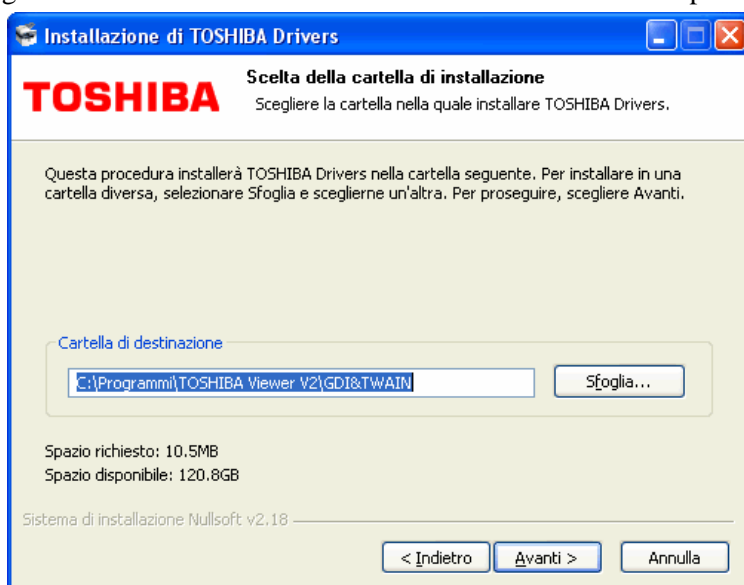 Installazione di TOSHIBA Drivers
TOSHIBA
Scelta della cartella di installazione
Scegliere la cartella nella quale installare TOSHIBA Drivers.
Questa procedura installerà TOSHIBA Drivers nella cartella seguente. Per installare in una
cartella diversa, selezionare Sfoglia e sceglierne un'altra. Per proseguire, scegliere Avanti.
Cartella di destinazione
C:\Programmi\TOSHIBA Viewer V2\GDI&TWAIN
Sfoglia...
Spazio richiesto: 10.5MB
Spazio disponibile: 120.8GB
Sistema di installazione Nullsoft v2.18
< Indietro
Avanti >
Annulla